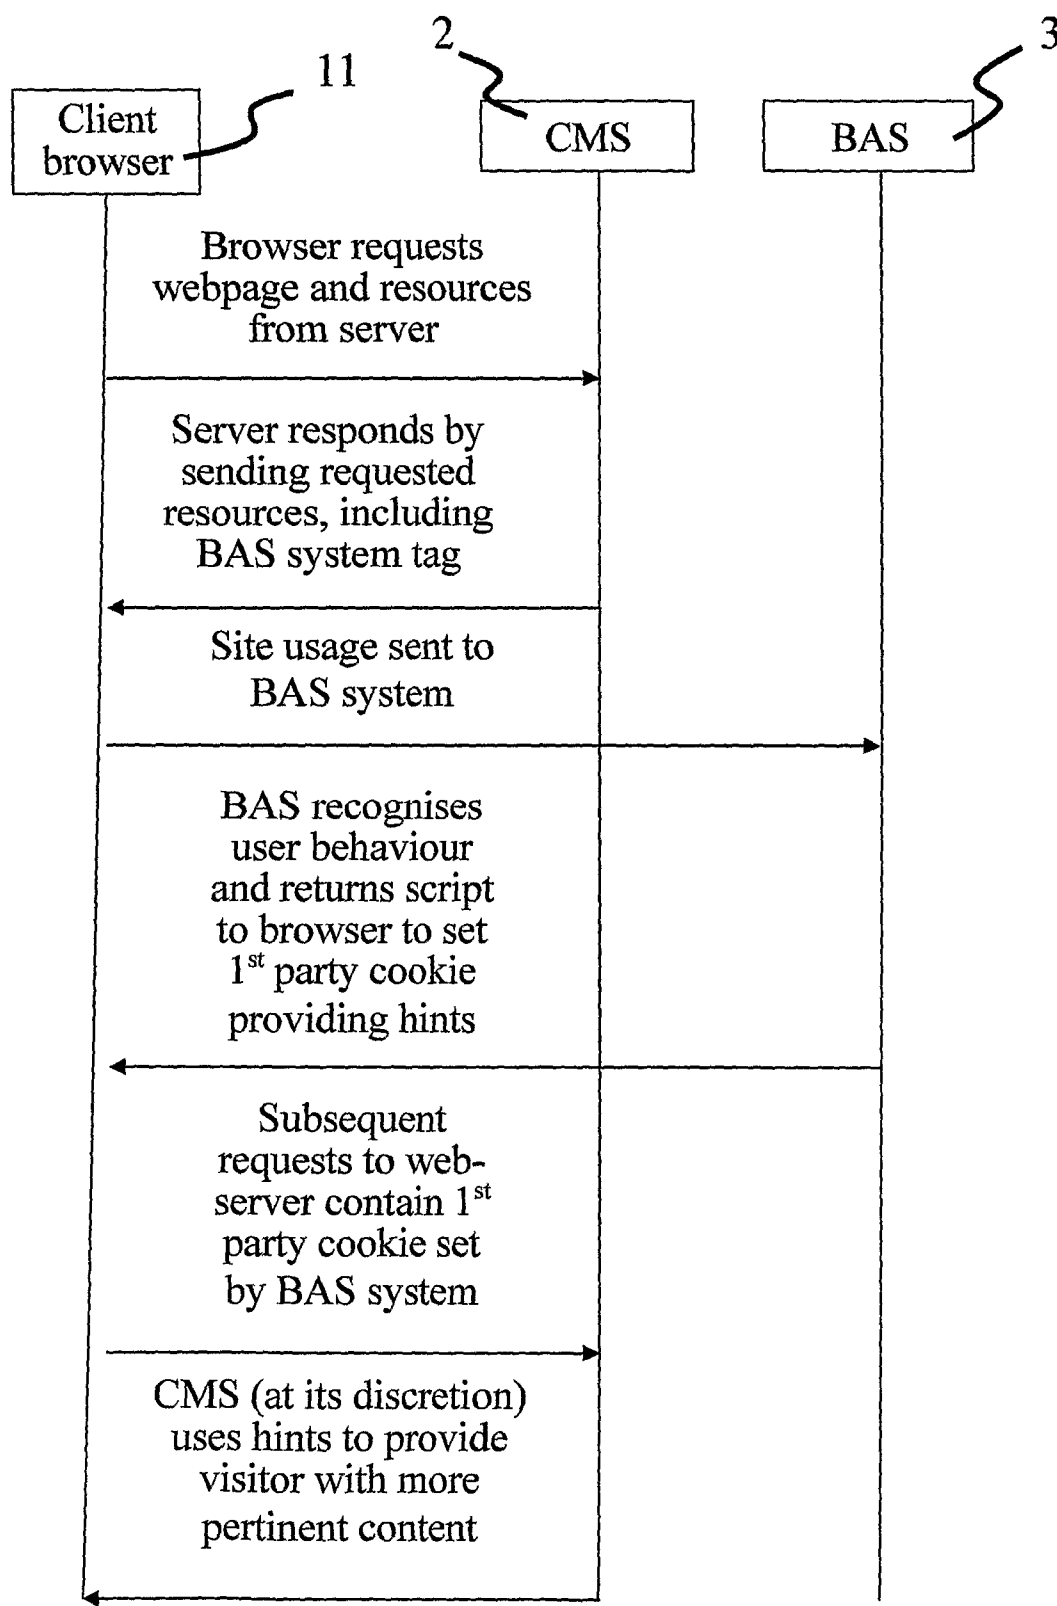 2
3
11
Client
browser
CMS
BAS
Browser requests
webpage and resources
from server
Server responds by
sending requested
resources, including
BAS system tag
Site usage sent to
BAS system
BAS recognises
user behaviour
and returns script
to browser to set
1st party cookie
providing hints
Subsequent
requests to web-
server contain 1st
party cookie set
by BAS system
CMS (at its discretion)
uses hints to provide
visitor with more
pertinent content